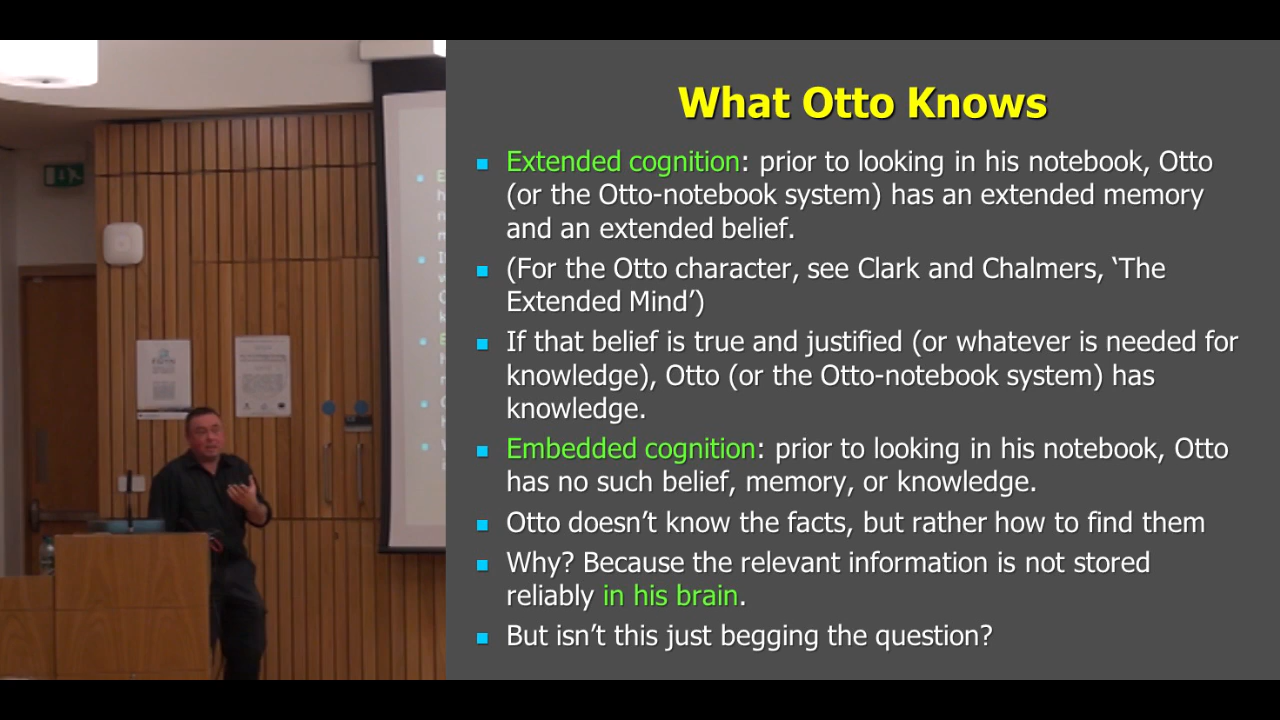 What Otto Knows
Extended cognition: prior to looking in his notebook, Otto
(or the Otto-notebook system) has an extended memory
and an extended belief.
(For the Otto character, see Clark and Chalmers, ‘The
Extended Mind’)
If that belief is true and justified (or whatever is needed for
knowledge), Otto (or the Otto-notebook system) has
knowledge.
Embedded cognition: prior to looking in his notebook, Otto
has no such belief, memory, or knowledge.
Otto doesn’t know the facts, but rather how to find them
Why? Because the relevant information is not stored
reliably in his brain.
But isn’t this just begging the question?